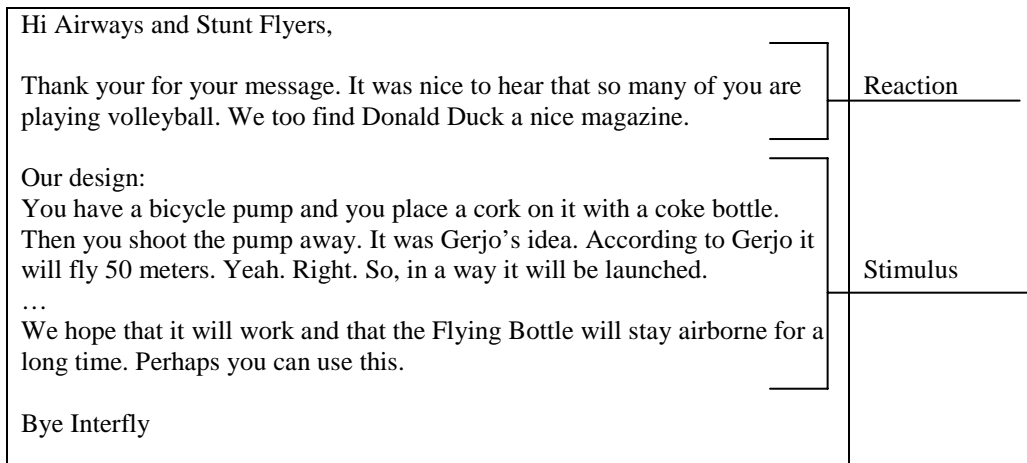 Hi Airways and Stunt Flyers,
Thank your for your message. It was nice to hear that so many of you are
playing volleyball. We too find Donald Duck a nice magazine.
Reaction
Our design:
You have a bicycle pump and you place a cork on it with a coke bottle.
Then you shoot the pump away. It was Gerjo’s idea. According to Gerjo it
will fly 50 meters. Yeah. Right. So, in a way it will be launched.
…
We hope that it will work and that the Flying Bottle will stay airborne for a
long time. Perhaps you can use this.
Stimulus
Bye Interfly